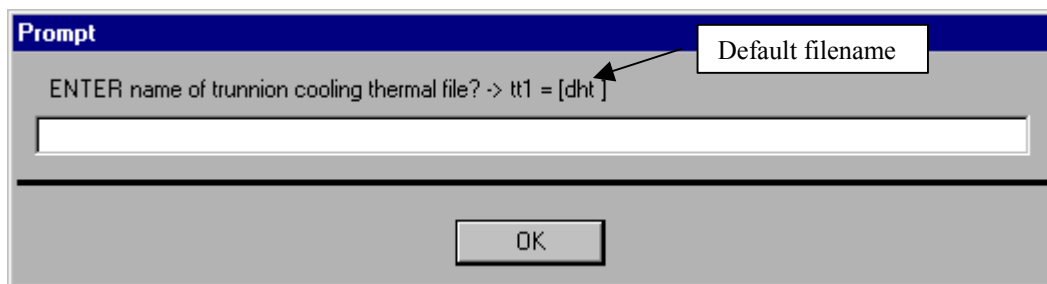 Prompt
Default filename
ENTER name of trunnion cooling thermal file? -> tt1 = [dht ]
OK